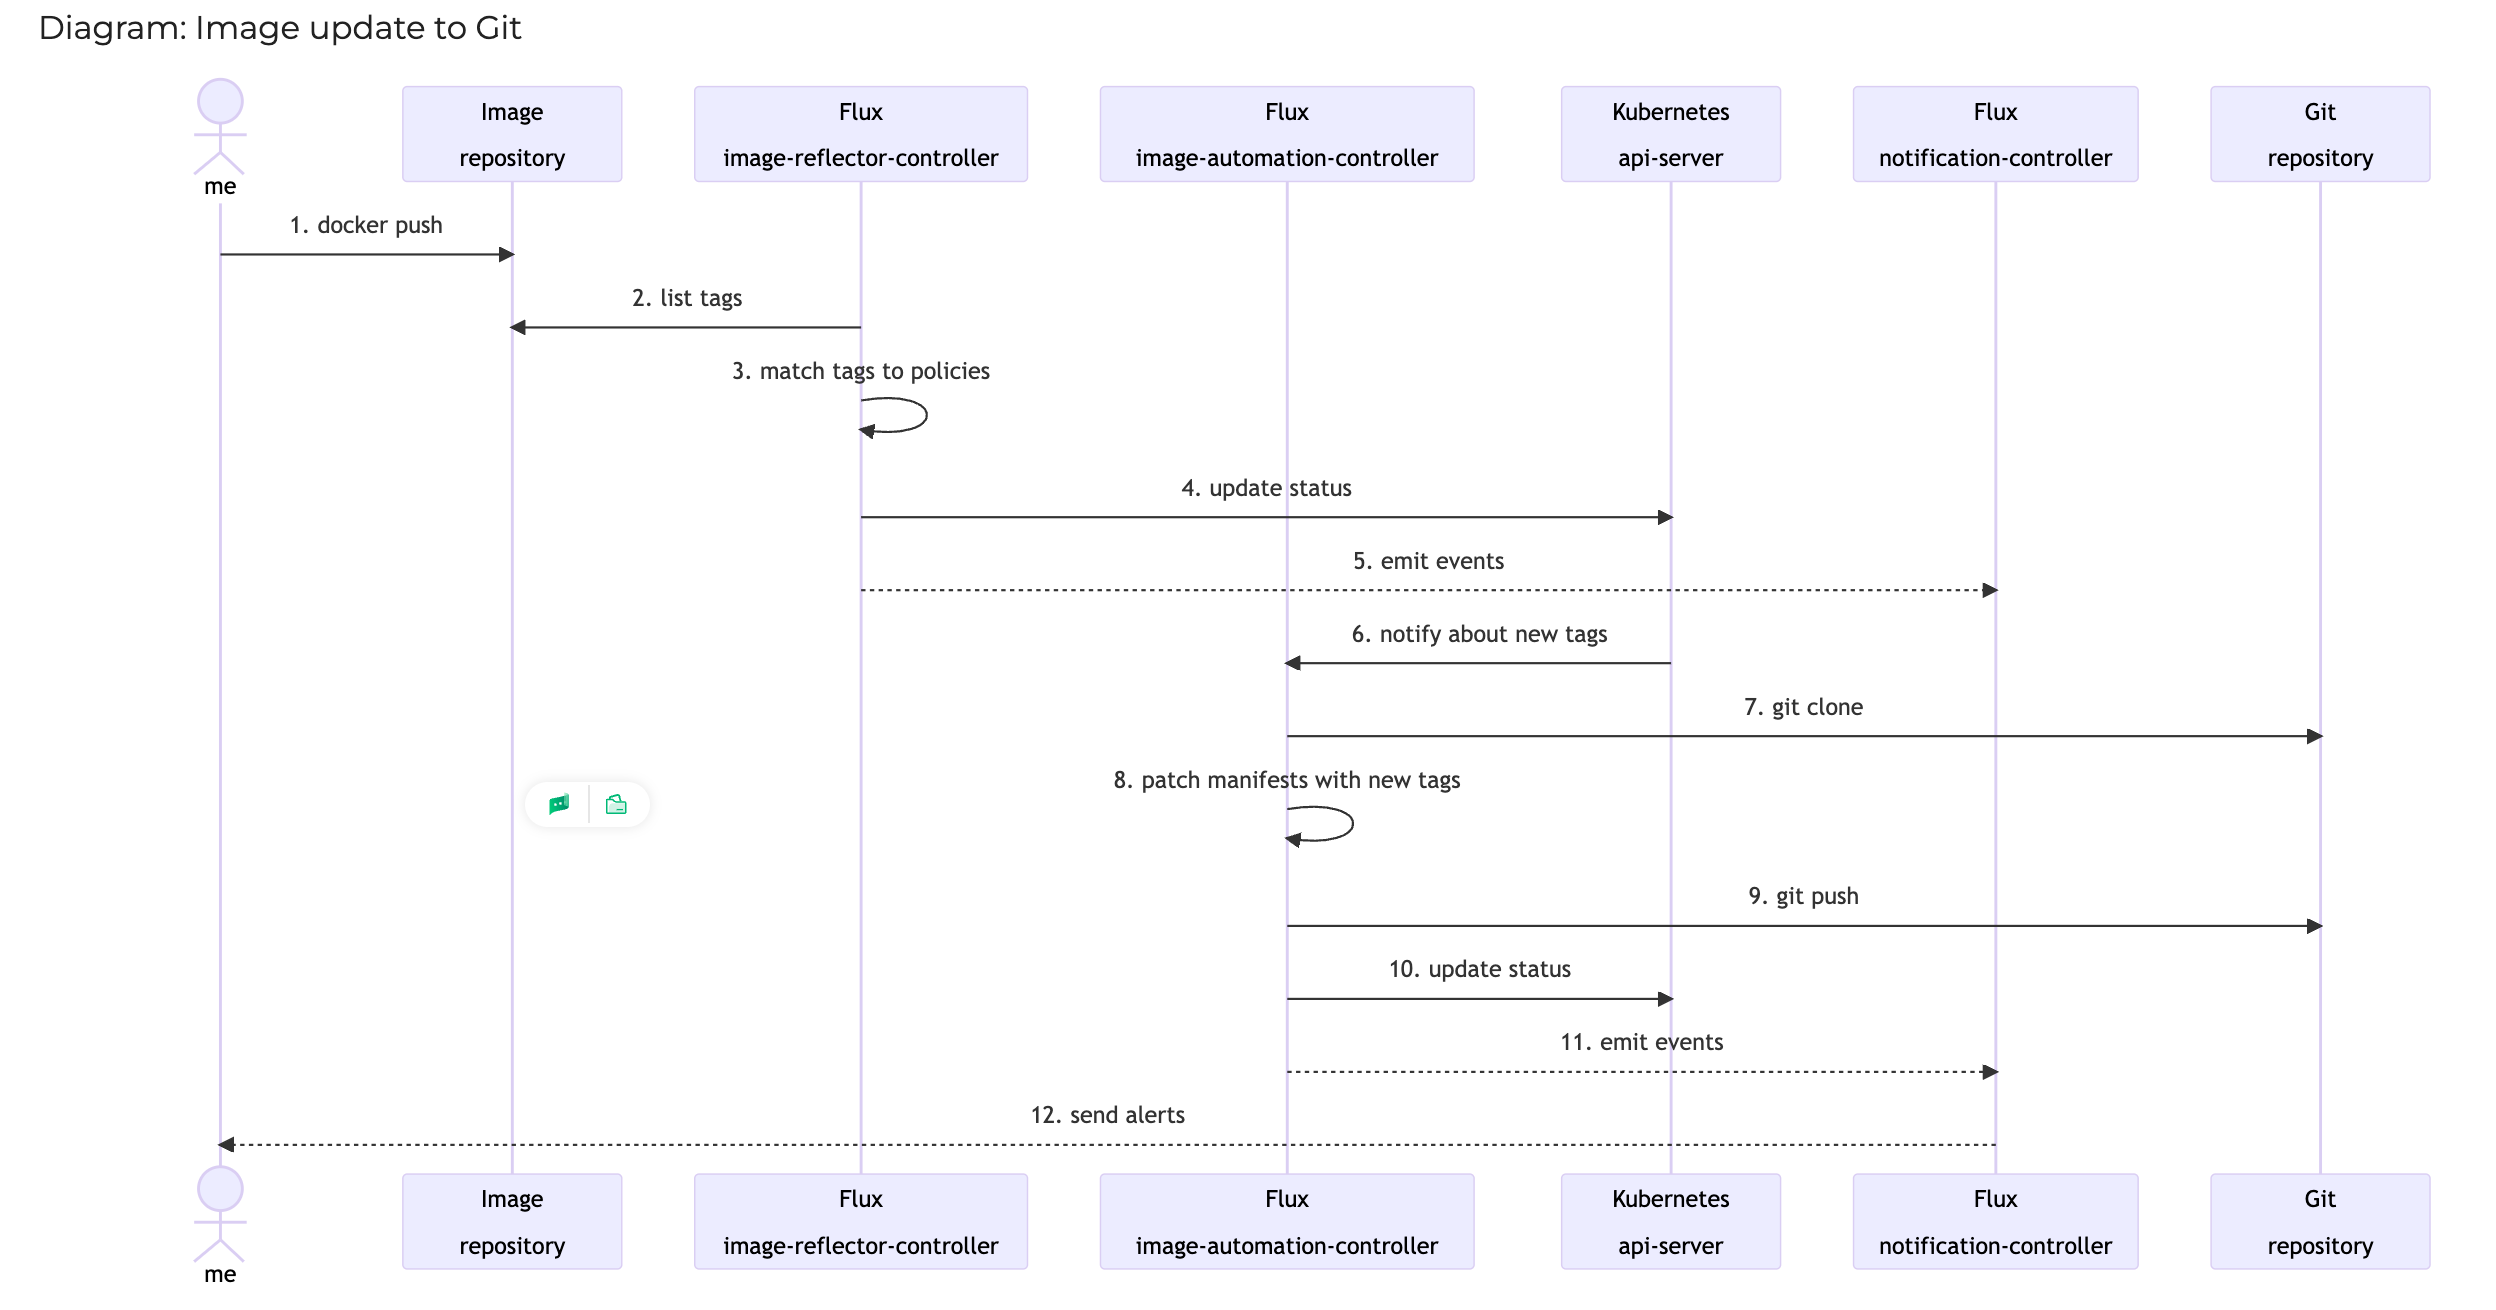 Diagram: Image update to Git
me
Image
repository
Flux
image-reflector-controller
Flux
image-automation-controller
Kubernetes
api-server
Flux
notification-controller
Git
repository
1. docker push
2. list tags
3. match tags to policies
4. update status
5. emit events
6. notify about new tags
7. git clone
8. patch manifests with new tags
9. git push
10. update status
11. emit events
12. send alerts
me
Image
repository
Flux
image-reflector-controller
Flux
image-automation-controller
Kubernetes
api-server
Flux
notification-controller
Git
repository